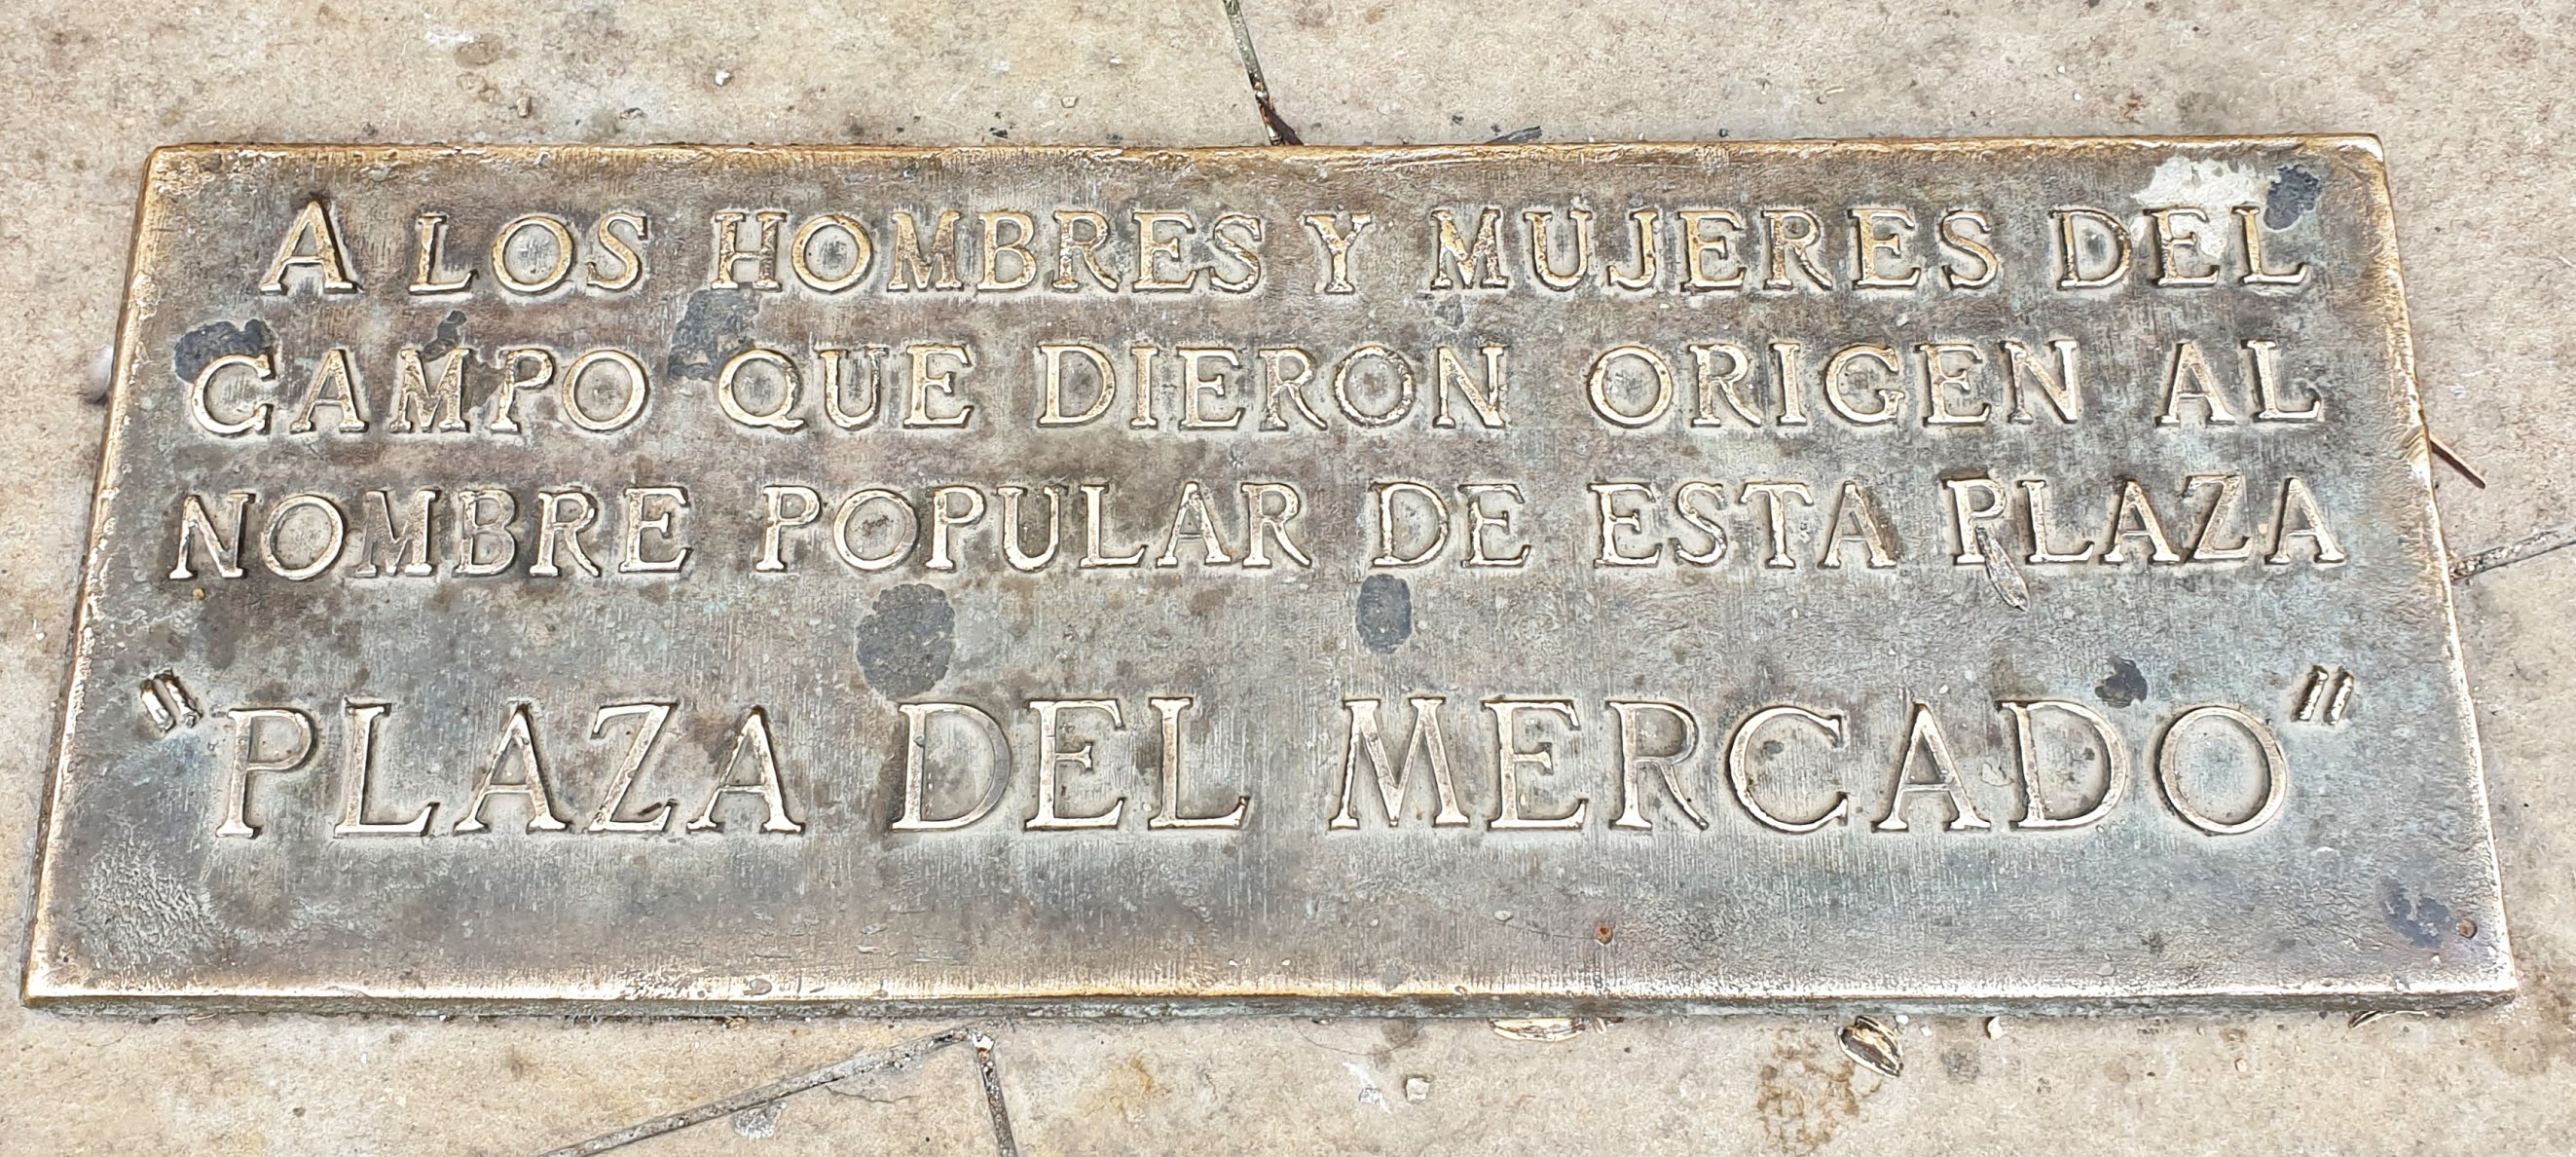 A LOS HOMBRES Y MUJERES DEL
CAMPO QUE DIERON ORIGEN AL
NOMBRE POPULAR DE ESTA PLAZA
"PLAZA DEL MERCADO"